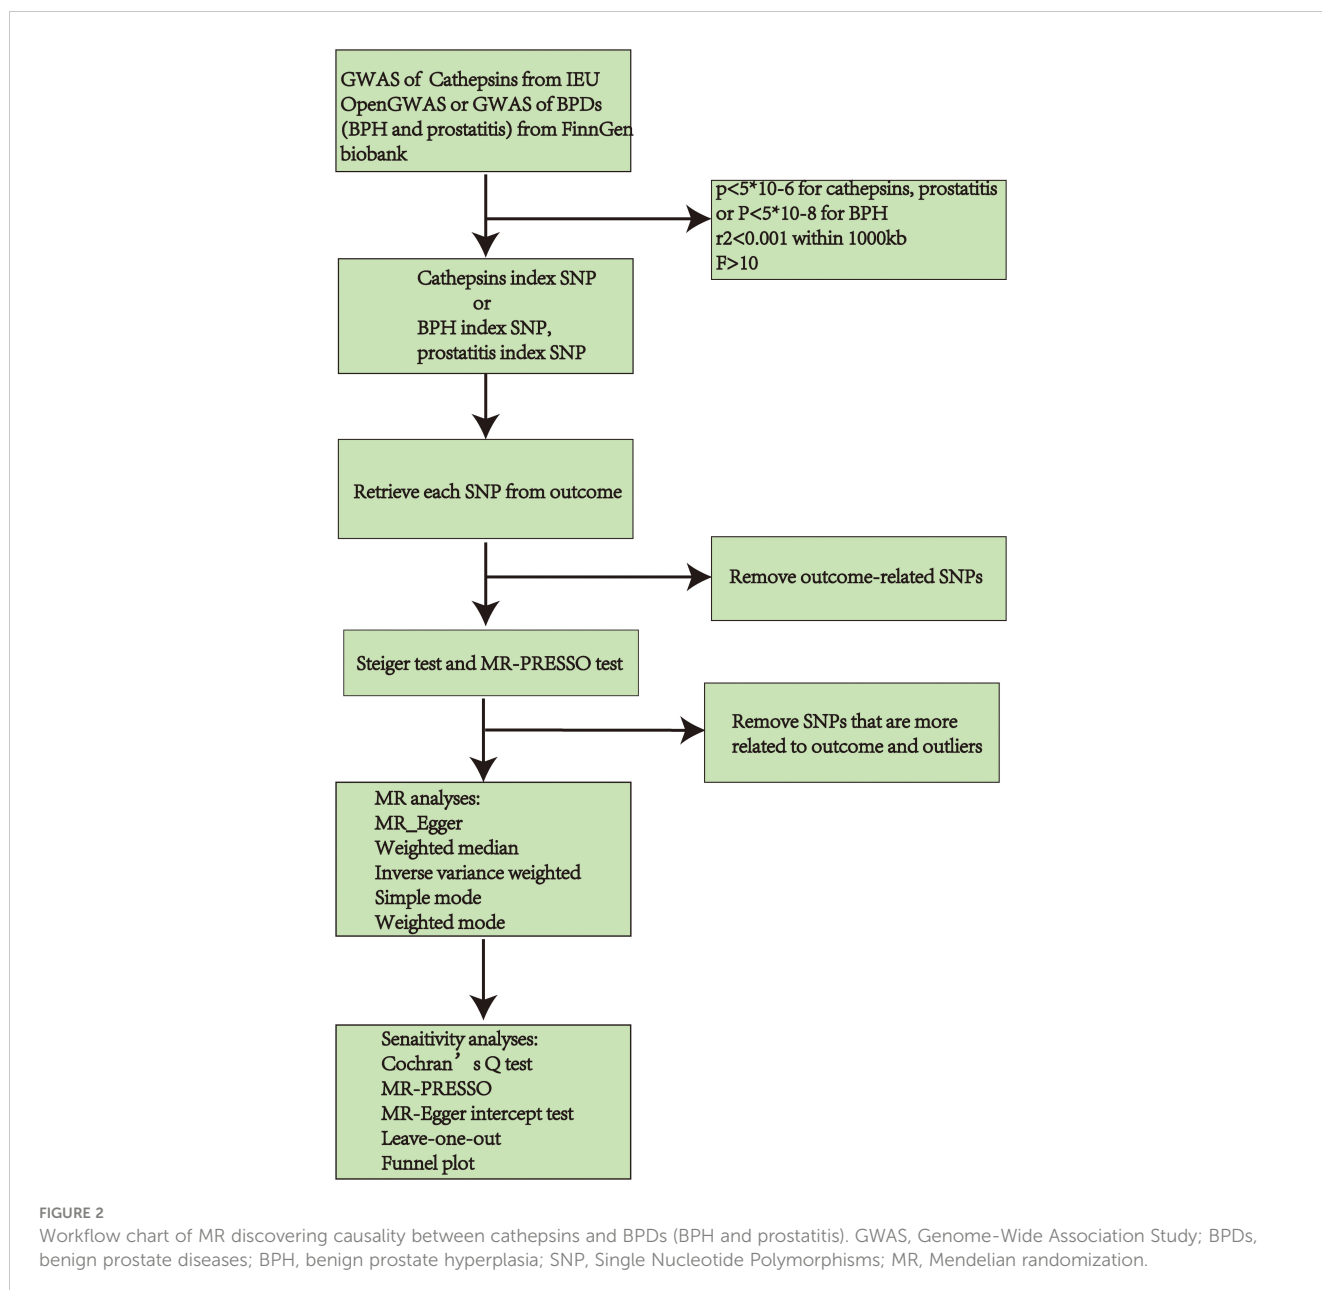 GWAS of Cathepsins from IEU
OpenGWAS or GWAS of BPDs
(BPH and prostatitis) from FinnGen
biobank
p<5*10-6 for cathepsins, prostatitis
or P<5*10-8 for BPH
r2<0.001 within 1000kb
F>10
Cathepsins index SNP
or
BPH index SNP,
prostatitis index SNP
Retrieve each SNP from outcome
Remove outcome-related SNPs
Steiger test and MR-PRESSO test
Remove SNPs that are more
related to outcome and outliers
MR analyses:
MR_Egger
Weighted median
Inverse variance weighted
Simple mode
Weighted mode
Senaitivity analyses:
Cochran’ s Q test
MR-PRESSO
MR-Egger intercept test
Leave-one-out
Funnel plot
FIGURE 2
Workflow chart of MR discovering causality between cathepsins and BPDs (BPH and prostatitis). GWAS, Genome-Wide Association Study; BPDs,
benign prostate diseases; BPH, benign prostate hyperplasia; SNP, Single Nucleotide Polymorphisms; MR, Mendelian randomization.